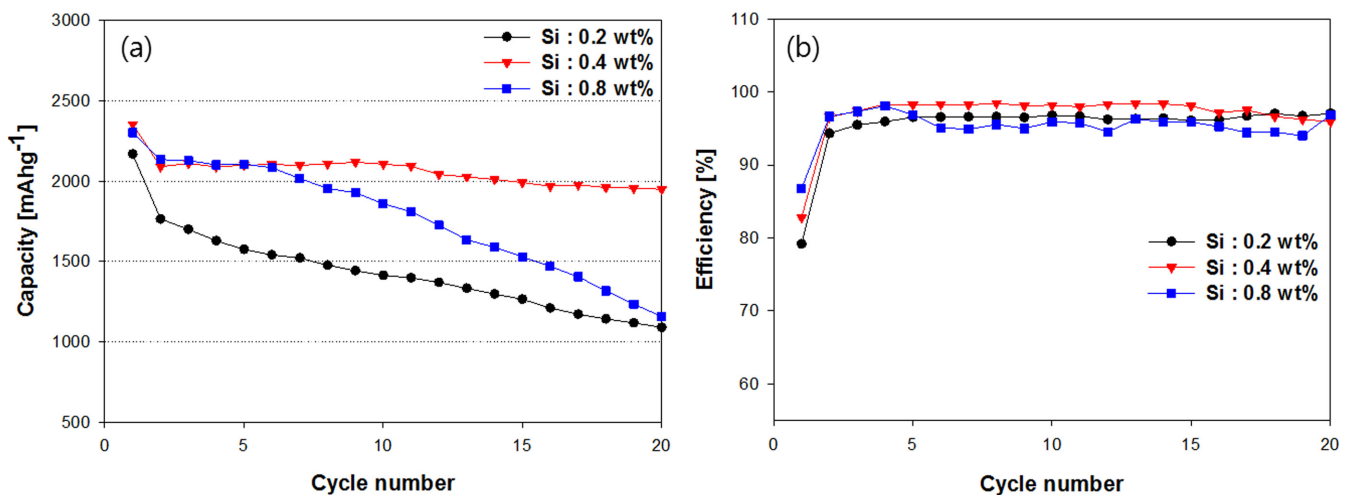 (a)
Si : 0.2 wt%
Si : 0.4 wt%
Si : 0.8 wt%
3000
2500
2000
1500
1000
500
Capacity [mAhg⁻¹]
0 5 10 15 20
Cycle number
(b)
110
100
90
80
70
60
Efficiency [%]
Si : 0.2 wt%
Si : 0.4 wt%
Si : 0.8 wt%
0 5 10 15 20
Cycle number